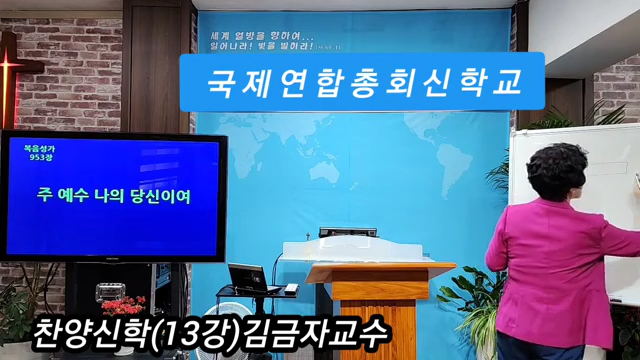 세계 열방을 향하여...
일어나라! 빛을 발하라!
국제연합총회신학교
복음성가
953장
주 예수 나의 당신이여
찬양신학(13강)김금자교수